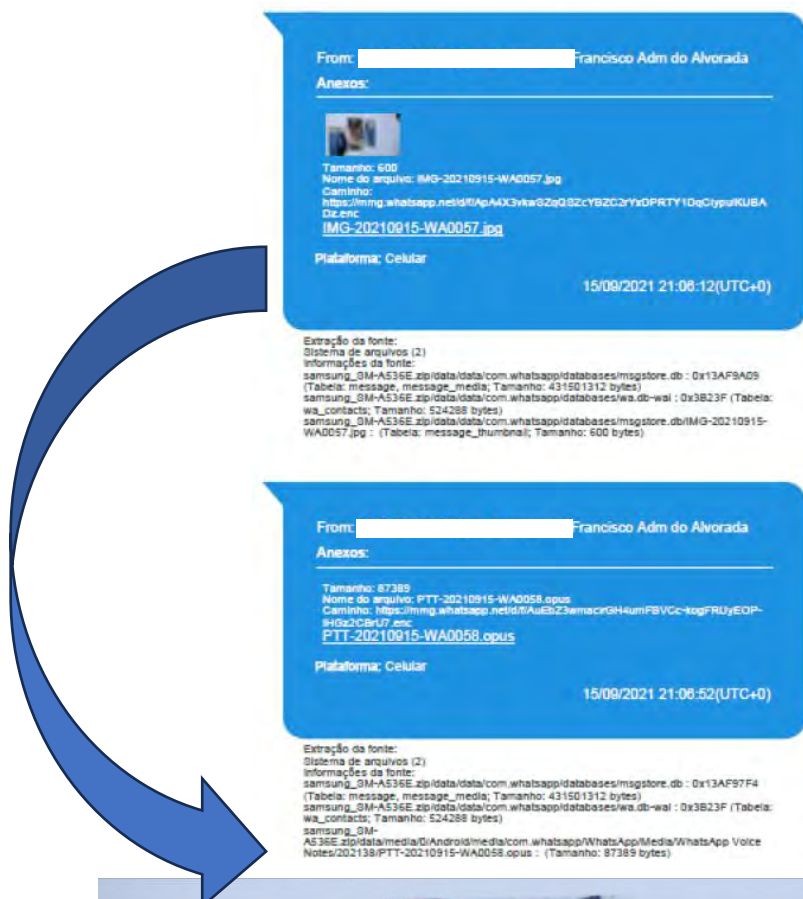 From: Francisco Adm do Alvorada
Anexos:
Tamanho: 600
Nome do arquivo: IMG-20210915-WA0057.jpg
Caminho:
IMG-20210915-WA0057.jpg
Plataforma: Celular
15/09/2021 21:06:12(UTC+0)
Extração da fonte:
Sistema de arquivos (2)
Informações da fonte:
samsung_SM-A536E.zip/data/data/com.whatsapp/databases/msgstore.db : 0x13AF9A09
(Tabela: message, message_media; Tamanho: 431501312 bytes)
samsung_SM-A536E.zip/data/data/com.whatsapp/databases/wa.db-wal : 0x3B23F (Tabela:
wa_contacts; Tamanho: 524288 bytes)
samsung_SM-A536E.zip/data/data/com.whatsapp/databases/msgstore.db/IMG-20210915-
WA0057.jpg : (Tabela: message_thumbnail; Tamanho: 600 bytes)
From: Francisco Adm do Alvorada
Anexos:
Tamanho: 87389
Nome do arquivo: PTT-20210915-WA0058.opus
Caminho:
PTT-20210915-WA0058.opus
Plataforma: Celular
15/09/2021 21:06:52(UTC+0)
Extração da fonte:
Sistema de arquivos (2)
Informações da fonte:
samsung_SM-A536E.zip/data/data/com.whatsapp/databases/msgstore.db : 0x13AF97F4
(Tabela: message, message_media; Tamanho: 431501312 bytes)
samsung_SM-A536E.zip/data/data/com.whatsapp/databases/wa.db-wal : 0x3B23F (Tabela:
wa_contacts; Tamanho: 524288 bytes)
samsung_SM-
A536E.zip/data/media/0/Android/media/com.whatsapp/WhatsApp/Media/WhatsApp Voice
Notes/202138/PTT-20210915-WA0058.opus : (Tamanho: 87389 bytes)